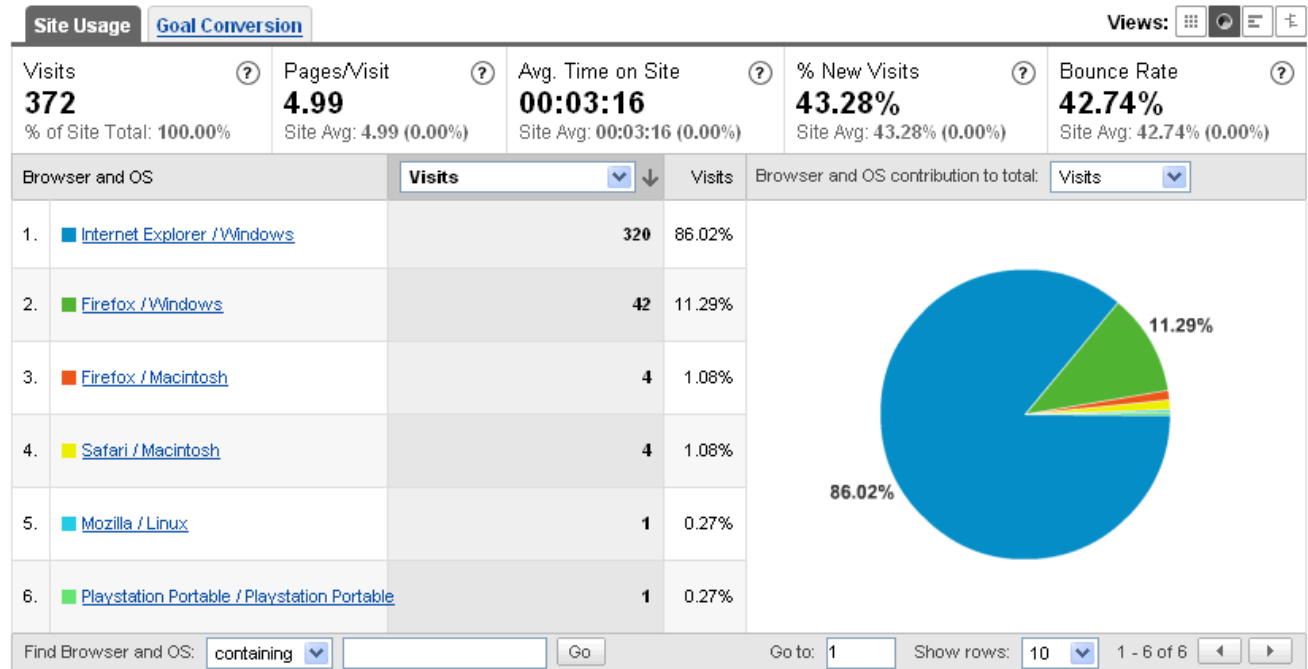 Site Usage Goal Conversion Views:
Visits ? Pages/Visit ? Avg. Time on Site ? % New Visits ? Bounce Rate ?
372 4.99 00:03:16 43.28% 42.74%
% of Site Total: 100.00% Site Avg: 4.99 (0.00%) Site Avg: 00:03:16 (0.00%) Site Avg: 43.28% (0.00%) Site Avg: 42.74% (0.00%)
Browser and OS Visits Visits Browser and OS contribution to total: Visits
1. Internet Explorer / Windows 320 86.02%
2. Firefox / Windows 42 11.29%
3. Firefox / Macintosh 4 1.08%
4. Safari / Macintosh 4 1.08%
5. Mozilla / Linux 1 0.27%
6. Playstation Portable / Playstation Portable 1 0.27%
11.29%
86.02%
Find Browser and OS: containing Go Go to: 1 Show rows: 10 1 - 6 of 6